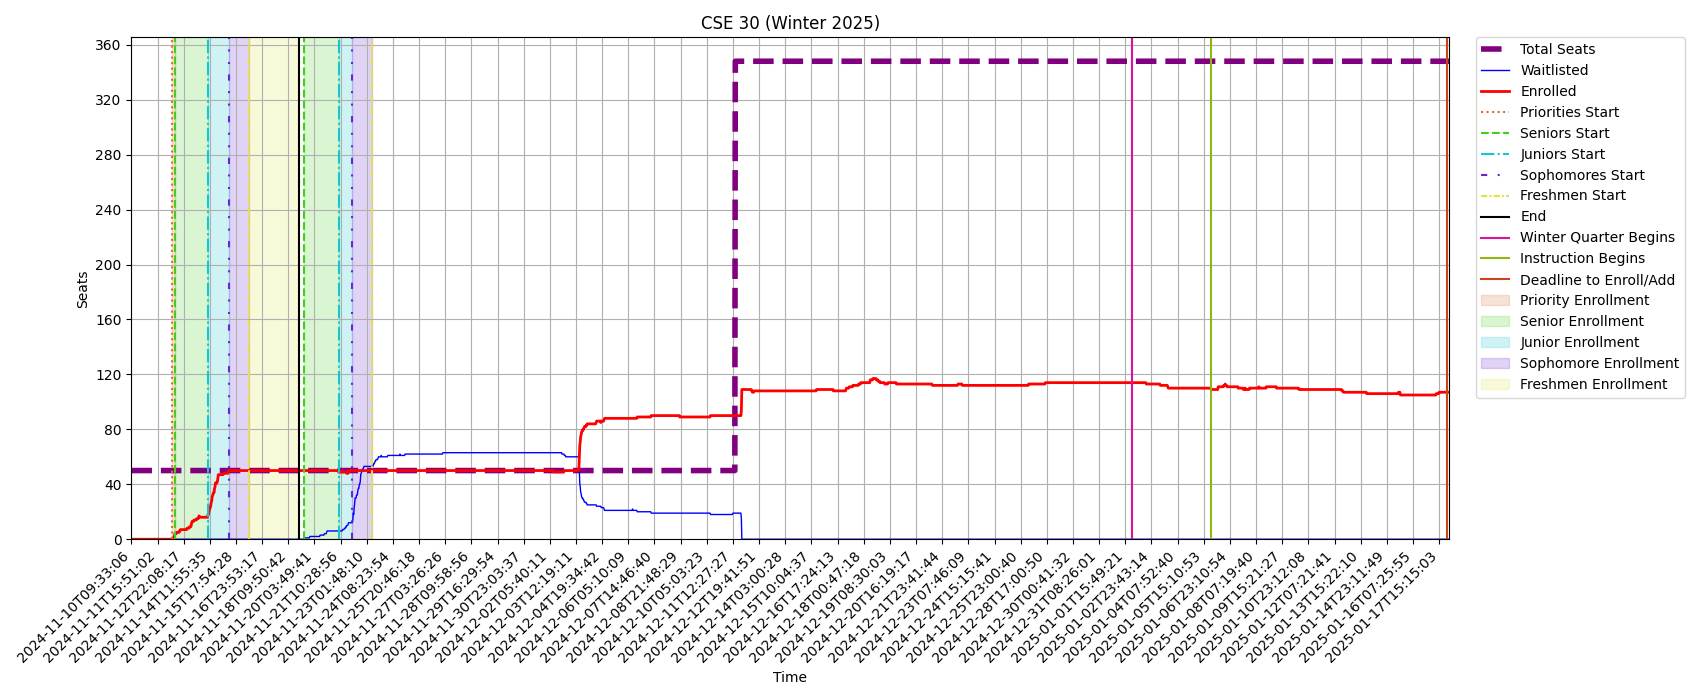 CSE 30 (Winter 2025)
Seats
360
320
280
240
200
160
120
80
40
0
2024-11-10T09:33:06
2024-11-11T15:51:02
2024-11-12T22:08:17
2024-11-14T11:55:35
2024-11-15T17:54:28
2024-11-16T23:53:17
2024-11-18T09:50:42
2024-11-20T03:49:41
2024-11-21T10:28:56
2024-11-23T01:48:10
2024-11-24T08:23:54
2024-11-25T20:46:18
2024-11-27T03:26:26
2024-11-28T09:58:56
2024-11-29T16:29:54
2024-11-30T23:03:37
2024-12-02T05:40:11
2024-12-03T12:19:11
2024-12-04T19:34:42
2024-12-06T05:10:09
2024-12-07T14:46:40
2024-12-08T21:48:29
2024-12-10T05:03:23
2024-12-11T12:27:27
2024-12-12T19:41:51
2024-12-14T03:00:28
2024-12-15T10:04:37
2024-12-16T17:24:13
2024-12-18T00:47:18
2024-12-19T08:30:03
2024-12-20T16:19:17
2024-12-21T23:41:44
2024-12-23T07:46:09
2024-12-24T15:15:41
2024-12-25T23:00:40
2024-12-28T17:00:50
2024-12-30T00:41:32
2024-12-31T08:26:01
2025-01-01T15:49:21
2025-01-02T23:43:14
2025-01-04T07:52:40
2025-01-05T15:10:53
2025-01-06T23:10:54
2025-01-08T07:19:40
2025-01-09T15:21:27
2025-01-10T23:12:08
2025-01-12T07:21:41
2025-01-13T15:22:10
2025-01-14T23:11:49
2025-01-16T07:25:55
2025-01-17T15:15:03
Time
Total Seats
Waitlisted
Enrolled
Priorities Start
Seniors Start
Juniors Start
Sophomores Start
Freshmen Start
End
Winter Quarter Begins
Instruction Begins
Deadline to Enroll/Add
Priority Enrollment
Senior Enrollment
Junior Enrollment
Sophomore Enrollment
Freshmen Enrollment